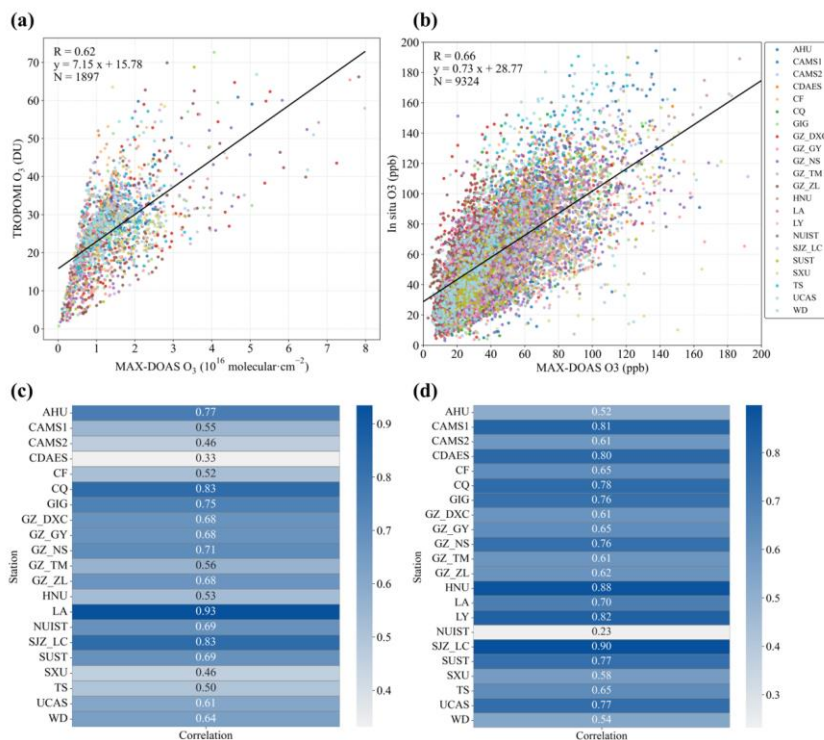 (a)
R = 0.62
y = 7.15 x + 15.78
N = 1897
TROPOMI O3 (DU)
70
60
50
40
30
20
10
0
0 1 2 3 4 5 6 7 8
MAX-DOAS O3 (10^16 molecular·cm^-2)
(b)
R = 0.66
y = 0.73 x + 28.77
N = 9324
In situ O3 (ppb)
200
180
160
140
120
100
80
60
40
20
0
0 20 40 60 80 100 120 140 160 180 200
MAX-DOAS O3 (ppb)
AHU
CAMS1
CAMS2
CDAES
CF
CQ
GIG
GZ_DXC
GZ_GY
GZ_NS
GZ_TM
GZ_ZL
HNU
LA
LY
NUIST
SJZ_LC
SUST
SXU
TS
UCAS
WD
(c)
Station
AHU 0.77
CAMS1 0.55
CAMS2 0.46
CDAES 0.33
CF 0.52
CQ 0.83
GIG 0.75
GZ_DXC 0.68
GZ_GY 0.68
GZ_NS 0.71
GZ_TM 0.56
GZ_ZL 0.68
HNU 0.53
LA 0.93
NUIST 0.69
SJZ_LC 0.83
SUST 0.69
SXU 0.46
TS 0.50
UCAS 0.61
WD 0.64
Correlation
0.9
0.8
0.7
0.6
0.5
0.4
(d)
Station
AHU 0.52
CAMS1 0.81
CAMS2 0.61
CDAES 0.80
CF 0.65
CQ 0.78
GIG 0.76
GZ_DXC 0.61
GZ_GY 0.65
GZ_NS 0.76
GZ_TM 0.61
GZ_ZL 0.62
HNU 0.88
LA 0.70
LY 0.82
NUIST 0.23
SJZ_LC 0.90
SUST 0.77
SXU 0.58
TS 0.65
UCAS 0.77
WD 0.54
Correlation
0.8
0.7
0.6
0.5
0.4
0.3